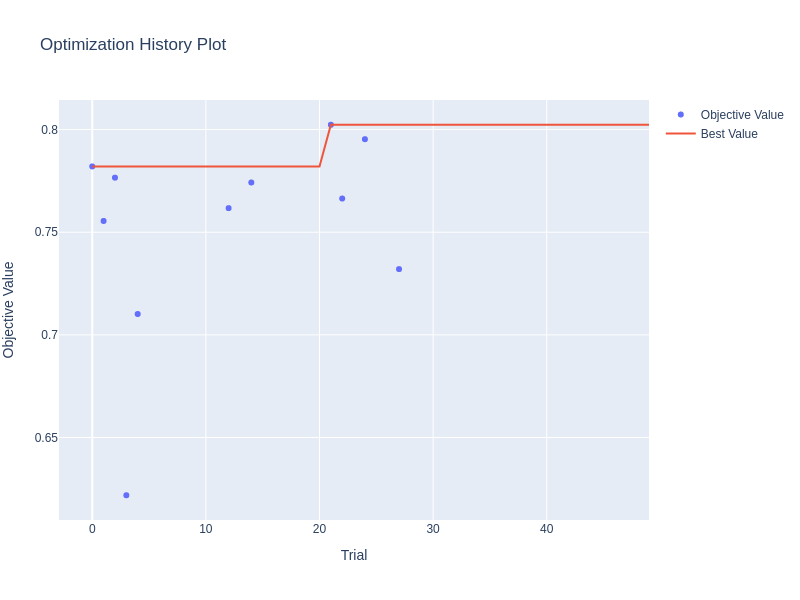 Optimization History Plot
Objective Value
Best Value
0.8
0.75
0.7
0.65
Objective Value
0
10
20
30
40
Trial